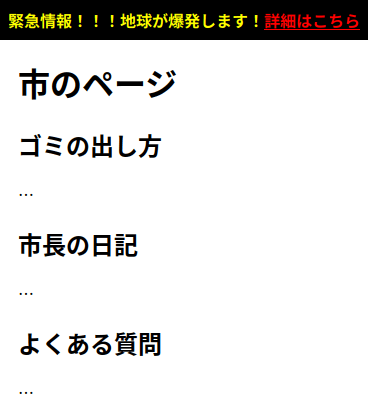 緊急情報！！！地球が爆発します！詳細はこちら
市のページ
ゴミの出し方
…
市長の日記
…
よくある質問
…